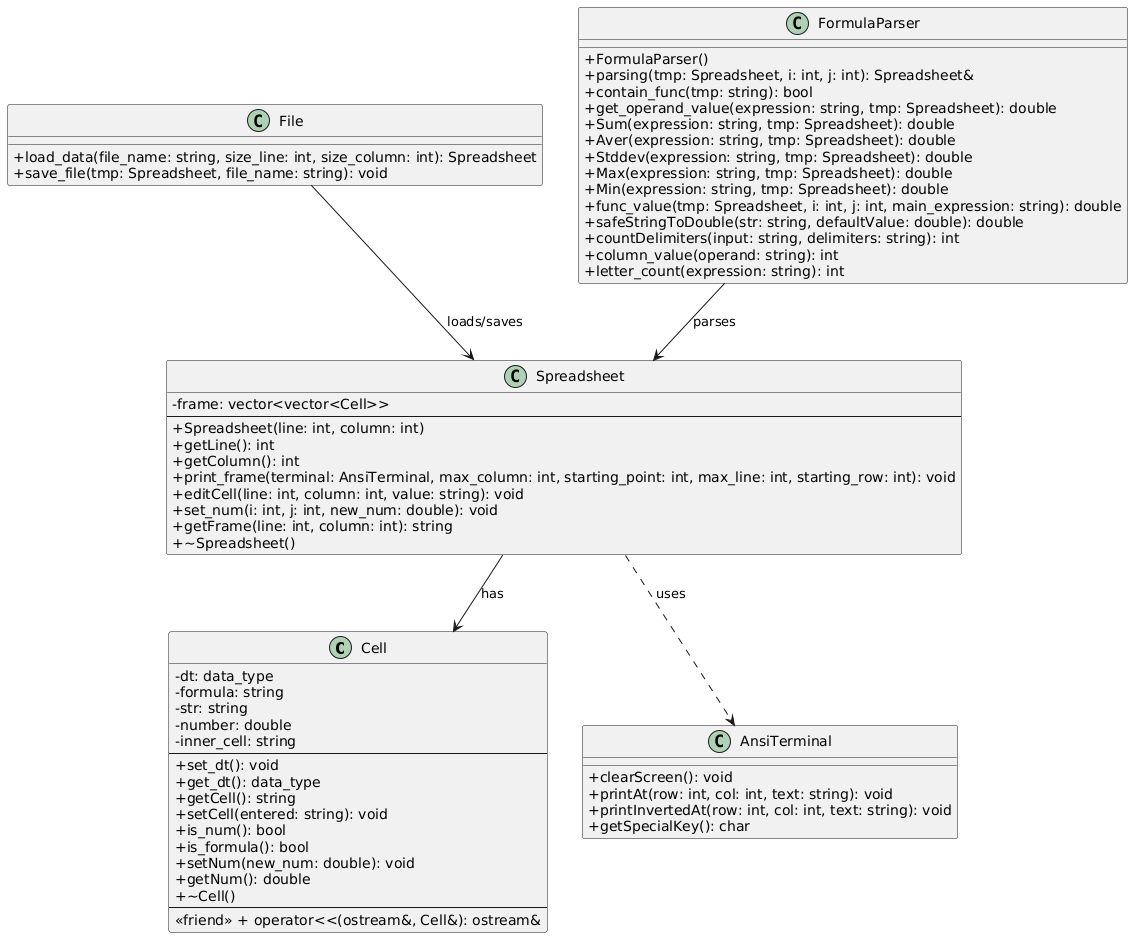 C FormulaParser
+FormulaParser()
+parsing(tmp: Spreadsheet, i: int, j: int): Spreadsheet&
+contain_func(tmp: string): bool
+get_operand_value(expression: string, tmp: Spreadsheet): double
+Sum(expression: string, tmp: Spreadsheet): double
+Aver(expression: string, tmp: Spreadsheet): double
+Stddev(expression: string, tmp: Spreadsheet): double
+Max(expression: string, tmp: Spreadsheet): double
+Min(expression: string, tmp: Spreadsheet): double
+func_value(tmp: Spreadsheet, i: int, j: int, main_expression: string): double
+safeStringToDouble(str: string, defaultValue: double): double
+countDelimiters(input: string, delimiters: string): int
+column_value(operand: string): int
+letter_count(expression: string): int
C File
+load_data(file_name: string, size_line: int, size_column: int): Spreadsheet
+save_file(tmp: Spreadsheet, file_name: string): void
loads/saves
parses
C Spreadsheet
-frame: vector<vector<Cell>>
+Spreadsheet(line: int, column: int)
+getLine(): int
+getColumn(): int
+print_frame(terminal: AnsiTerminal, max_column: int, starting_point: int, max_line: int, starting_row: int): void
+editCell(line: int, column: int, value: string): void
+set_num(i: int, j: int, new_num: double): void
+getFrame(line: int, column: int): string
+~Spreadsheet()
has
uses
C Cell
-dt: data_type
-formula: string
-str: string
-number: double
-inner_cell: string
+set_dt(): void
+get_dt(): data_type
+getCell(): string
+setCell(entered: string): void
+is_num(): bool
+is_formula(): bool
+setNum(new_num: double): void
+getNum(): double
+~Cell()
«friend» + operator<<(ostream&, Cell&): ostream&
C AnsiTerminal
+clearScreen(): void
+printAt(row: int, col: int, text: string): void
+printInvertedAt(row: int, col: int, text: string): void
+getSpecialKey(): char